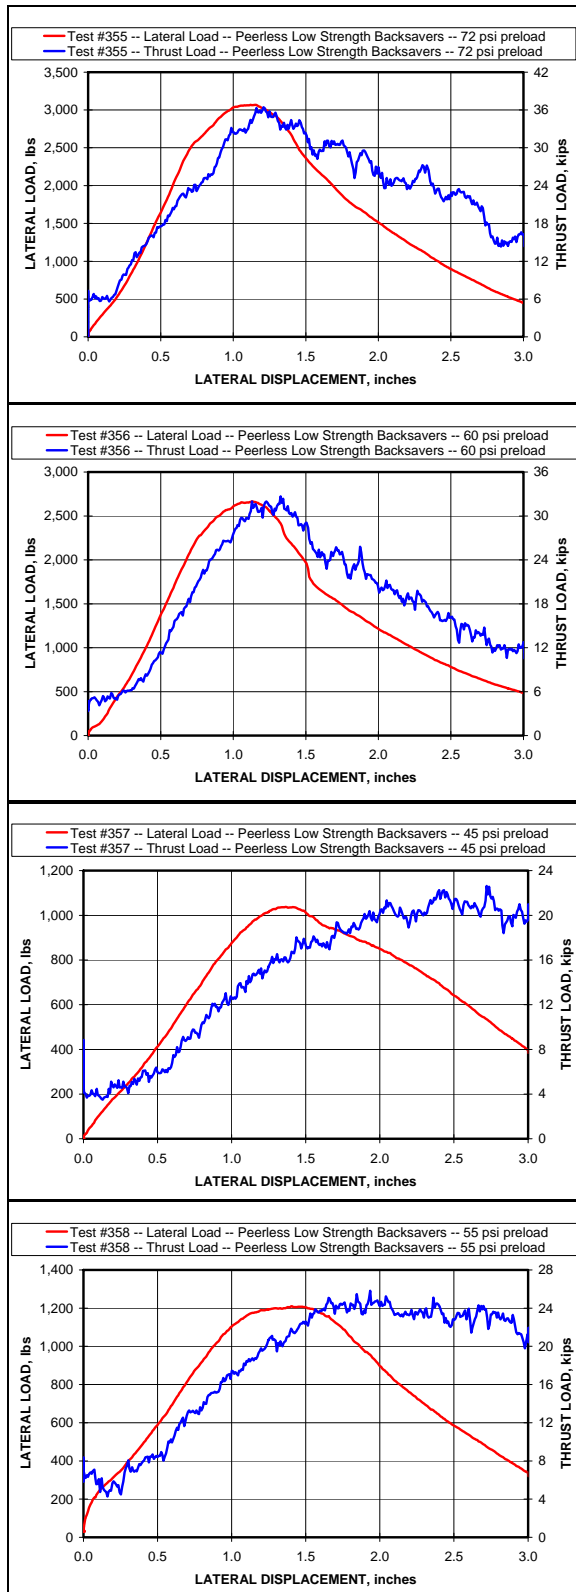 Test #355 -- Lateral Load -- Peerless Low Strength Backsavers -- 72 psi preload
Test #355 -- Thrust Load -- Peerless Low Strength Backsavers -- 72 psi preload
3,500
3,000
2,500
2,000
1,500
1,000
500
0
LATERAL LOAD, lbs
42
36
30
24
18
12
6
0
THRUST LOAD, kips
0.0 0.5 1.0 1.5 2.0 2.5 3.0
LATERAL DISPLACEMENT, inches
Test #356 -- Lateral Load -- Peerless Low Strength Backsavers -- 60 psi preload
Test #356 -- Thrust Load -- Peerless Low Strength Backsavers -- 60 psi preload
3,000
2,500
2,000
1,500
1,000
500
0
LATERAL LOAD, lbs
36
30
24
18
12
6
0
THRUST LOAD, kips
0.0 0.5 1.0 1.5 2.0 2.5 3.0
LATERAL DISPLACEMENT, inches
Test #357 -- Lateral Load -- Peerless Low Strength Backsavers -- 45 psi preload
Test #357 -- Thrust Load -- Peerless Low Strength Backsavers -- 45 psi preload
1,200
1,000
800
600
400
200
0
LATERAL LOAD, lbs
24
20
16
12
8
4
0
THRUST LOAD, kips
0.0 0.5 1.0 1.5 2.0 2.5 3.0
LATERAL DISPLACEMENT, inches
Test #358 -- Lateral Load -- Peerless Low Strength Backsavers -- 55 psi preload
Test #358 -- Thrust Load -- Peerless Low Strength Backsavers -- 55 psi preload
1,400
1,200
1,000
800
600
400
200
0
LATERAL LOAD, lbs
28
24
20
16
12
8
4
0
THRUST LOAD, kips
0.0 0.5 1.0 1.5 2.0 2.5 3.0
LATERAL DISPLACEMENT, inches